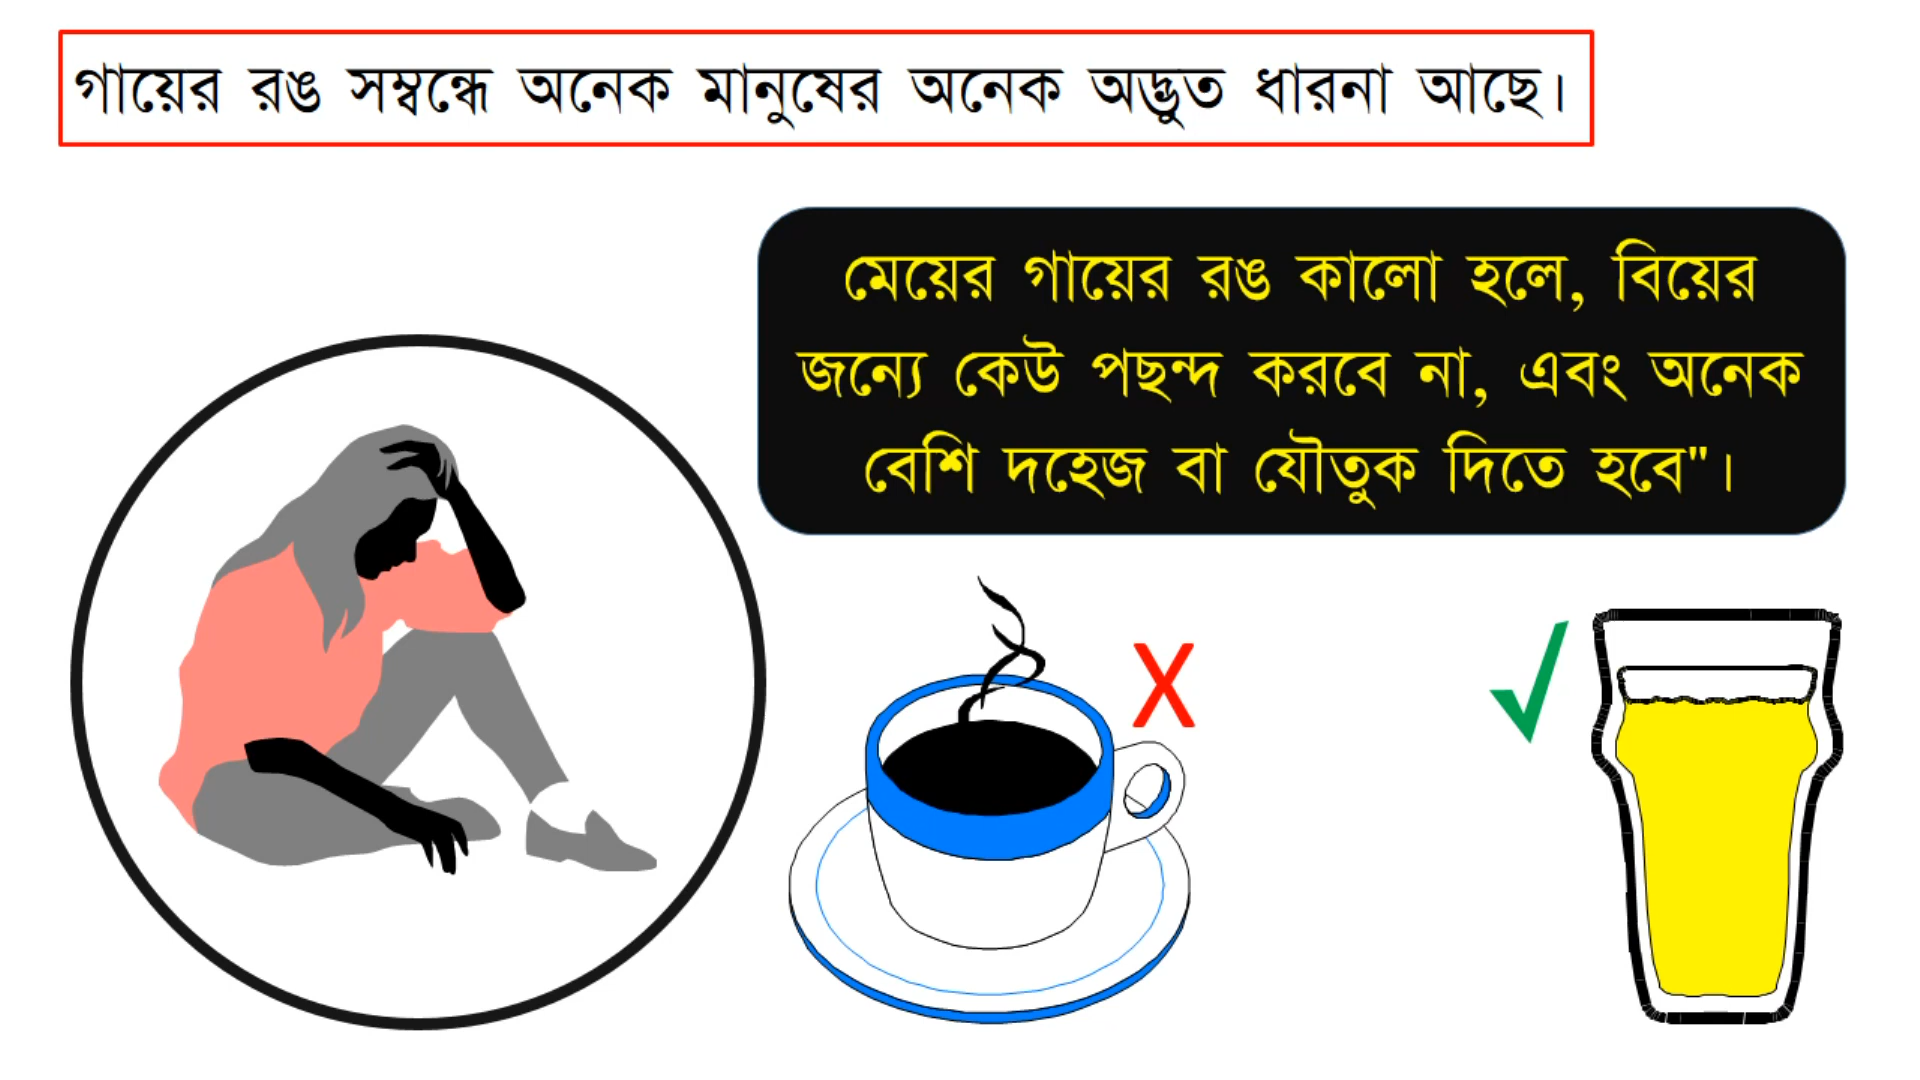 গায়ের রঙ সম্বন্ধে অনেক মানুষের অনেক অদ্ভুত ধারনা আছে।
মেয়ের গায়ের রঙ কালো হলে, বিয়ের
জন্যে কেউ পছন্দ করবে না, এবং অনেক
বেশি দহেজ বা যৌতুক দিতে হবে"।
X